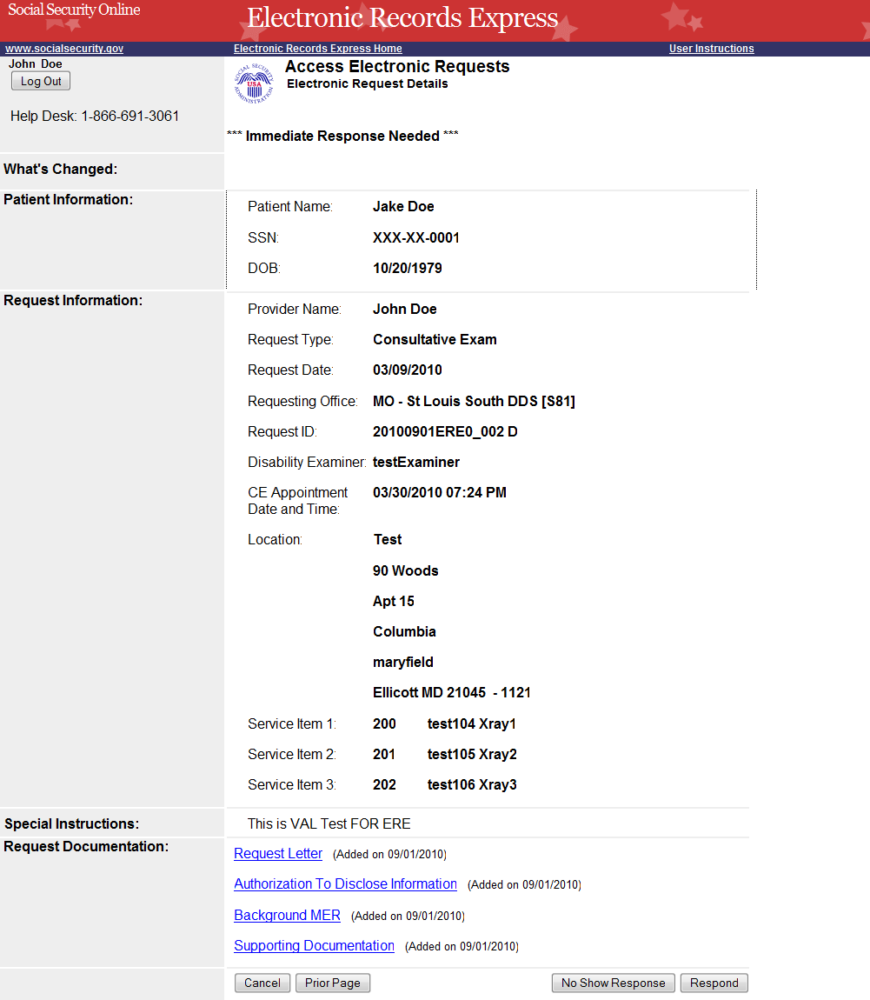 Social Security Online
Electronic Records Express
www.socialsecurity.gov
Electronic Records Express Home
User Instructions
John Doe
Log Out
Help Desk: 1-866-691-3061
SOCIAL SECURITY ADMINISTRATION
USA
Access Electronic Requests
Electronic Request Details
*** Immediate Response Needed ***
What's Changed:
Patient Information:
Patient Name: Jake Doe
SSN: XXX-XX-0001
DOB: 10/20/1979
Request Information:
Provider Name: John Doe
Request Type: Consultative Exam
Request Date: 03/09/2010
Requesting Office: MO - St Louis South DDS [S81]
Request ID: 20100901ERE0_002 D
Disability Examiner: testExaminer
CE Appointment 03/30/2010 07:24 PM
Date and Time:
Location: Test
90 Woods
Apt 15
Columbia
maryfield
Ellicott MD 21045 - 1121
Service Item 1: 200 test104 Xray1
Service Item 2: 201 test105 Xray2
Service Item 3: 202 test106 Xray3
Special Instructions: This is VAL Test FOR ERE
Request Documentation:
Request Letter (Added on 09/01/2010)
Authorization To Disclose Information (Added on 09/01/2010)
Background MER (Added on 09/01/2010)
Supporting Documentation (Added on 09/01/2010)
Cancel Prior Page No Show Response Respond